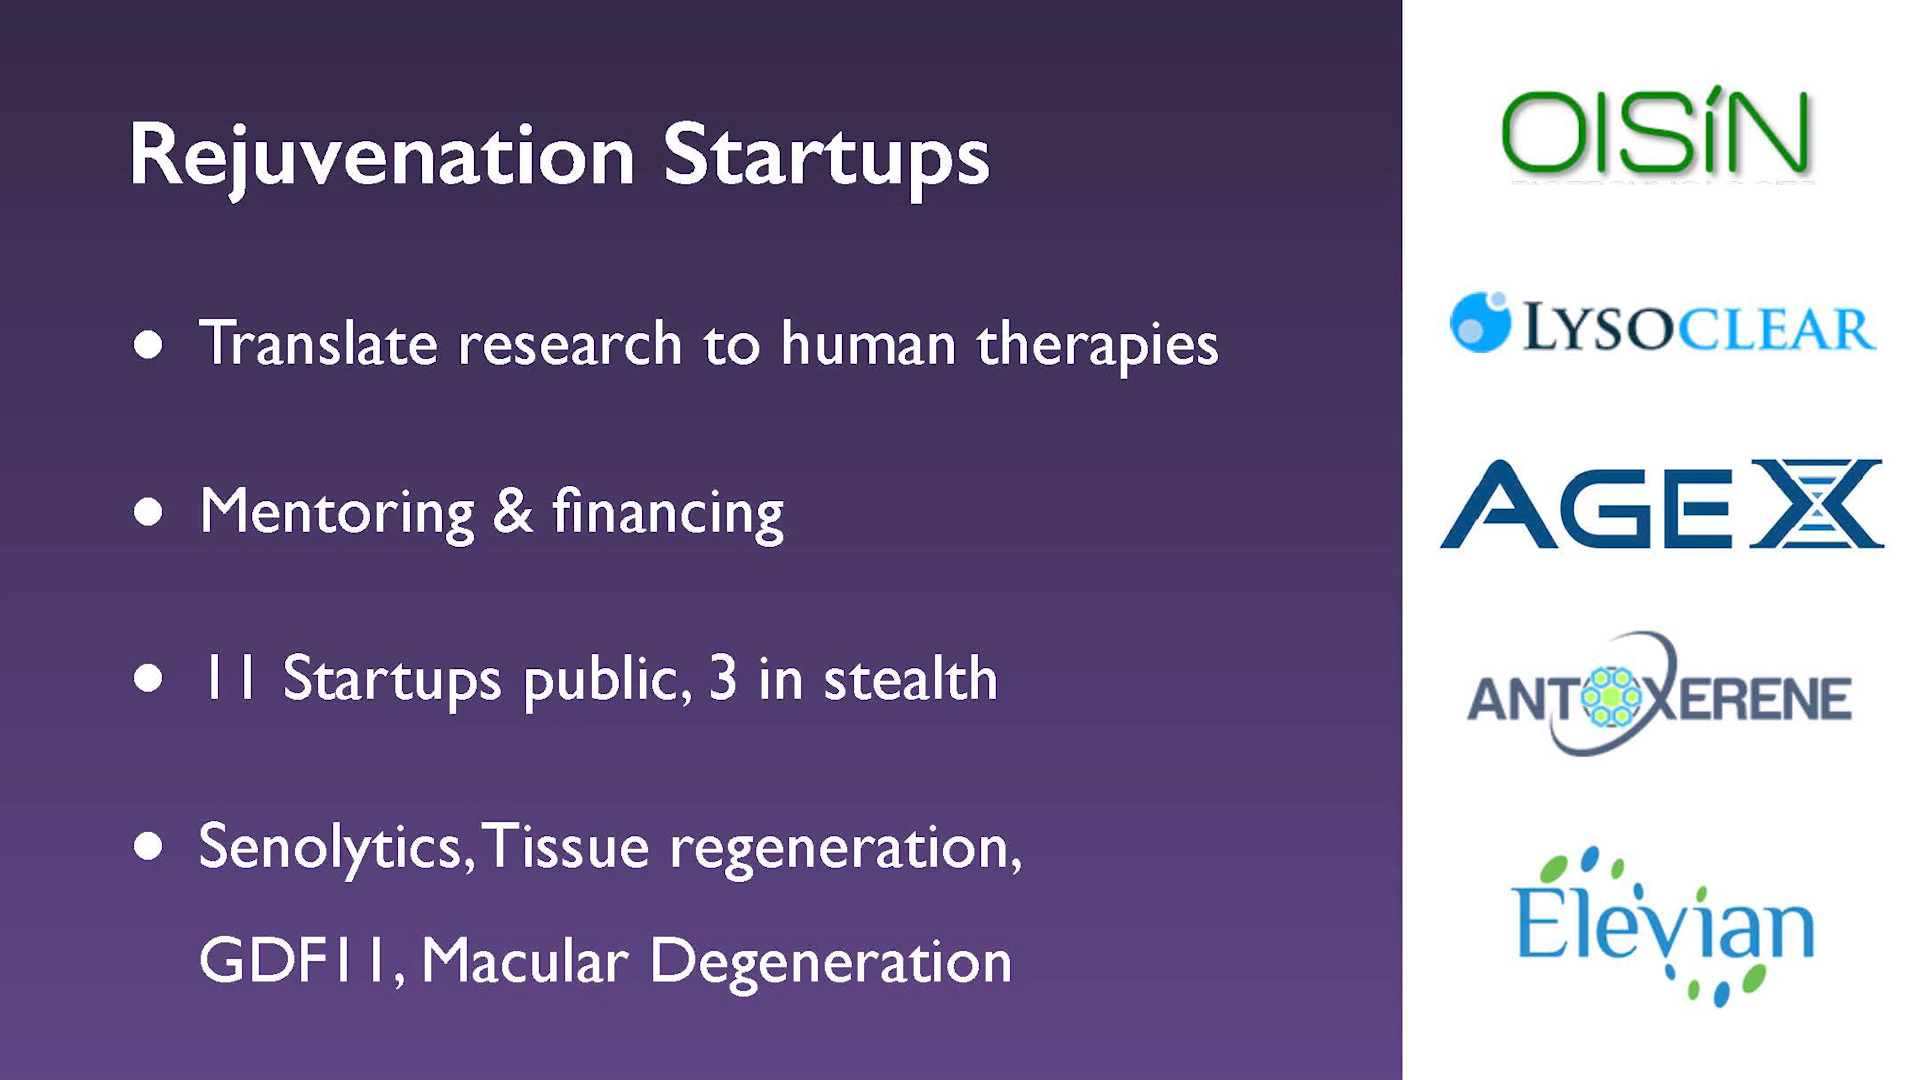 Rejuvenation Startups
● Translate research to human therapies
● Mentoring & financing
● 11 Startups public, 3 in stealth
● Senolytics, Tissue regeneration,
GDF11, Macular Degeneration
OISíN
LYSOCLEAR
AGEX
ANTOXERENE
Elevian